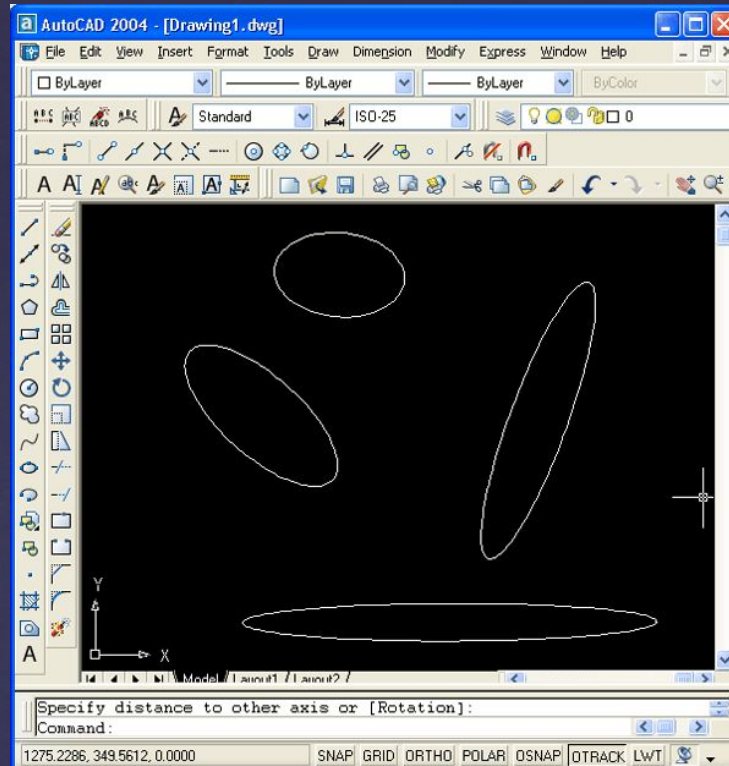 AutoCAD 2004 - [Drawing1.dwg]
File Edit View Insert Format Tools Draw Dimension Modify Express Window Help
ByLayer ByLayer ByLayer ByColor
Standard ISO-25 0
Y
X
Model Layout1 Layout2
Specify distance to other axis or [Rotation]:
Command:
1275.2286, 349.5612, 0.0000 SNAP GRID ORTHO POLAR OSNAP OTRACK LWT